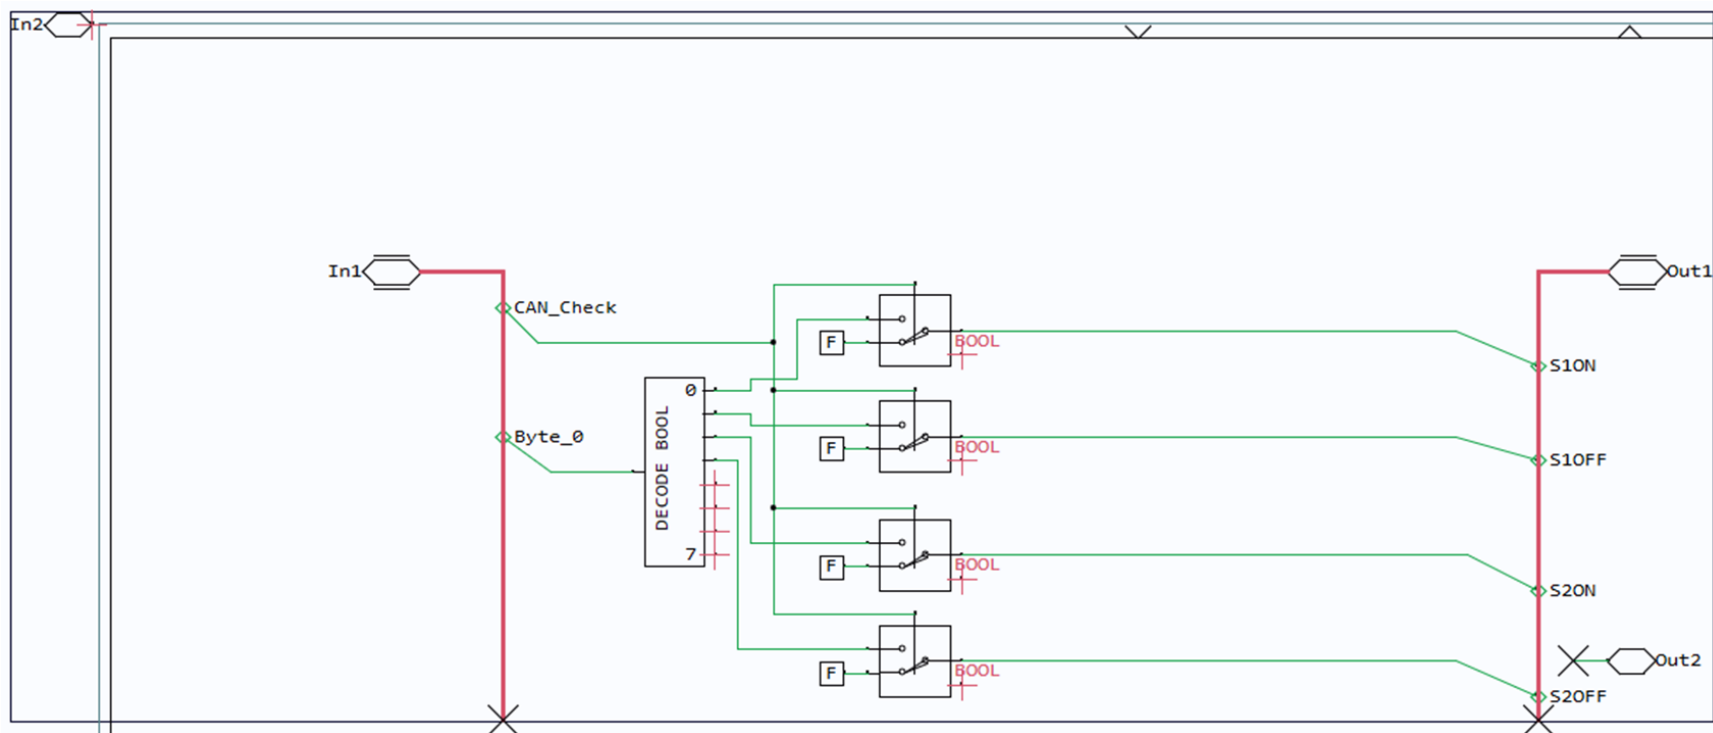 In2
In1
Out1
CAN_Check
F
BOOL
S1ON
0
Byte_0
DECODE BOOL
F
BOOL
S1OFF
7
F
BOOL
S2ON
Out2
F
BOOL
S2OFF